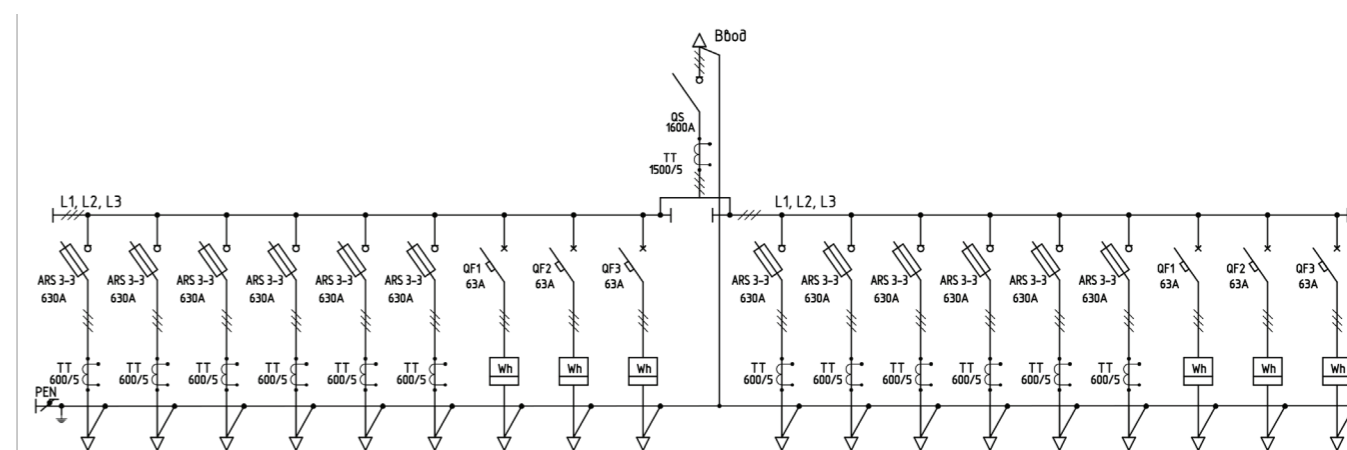 Ввод
QS
1600A
TT
1500/5
L1, L2, L3
L1, L2, L3
ARS 3-3
630A
ARS 3-3
630A
ARS 3-3
630A
ARS 3-3
630A
ARS 3-3
630A
ARS 3-3
630A
QF1
63A
QF2
63A
QF3
63A
ARS 3-3
630A
ARS 3-3
630A
ARS 3-3
630A
ARS 3-3
630A
ARS 3-3
630A
ARS 3-3
630A
QF1
63A
QF2
63A
QF3
63A
TT
600/5
TT
600/5
TT
600/5
TT
600/5
TT
600/5
TT
600/5
Wh
Wh
Wh
TT
600/5
TT
600/5
TT
600/5
TT
600/5
TT
600/5
TT
600/5
Wh
Wh
Wh
PEN